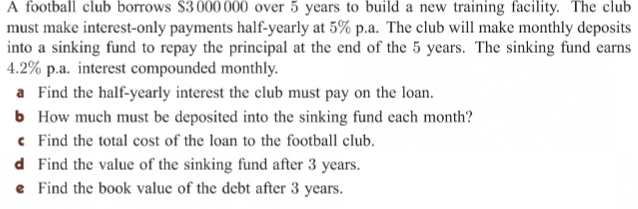 A football club borrows $3 000 000 over 5 years to build a new training facility. The club
must make interest-only payments half-yearly at 5% p.a. The club will make monthly deposits
into a sinking fund to repay the principal at the end of the 5 years. The sinking fund earns
4.2% p.a. interest compounded monthly.
a Find the half-yearly interest the club must pay on the loan.
b How much must be deposited into the sinking fund each month?
c Find the total cost of the loan to the football club.
d Find the value of the sinking fund after 3 years.
e Find the book value of the debt after 3 years.